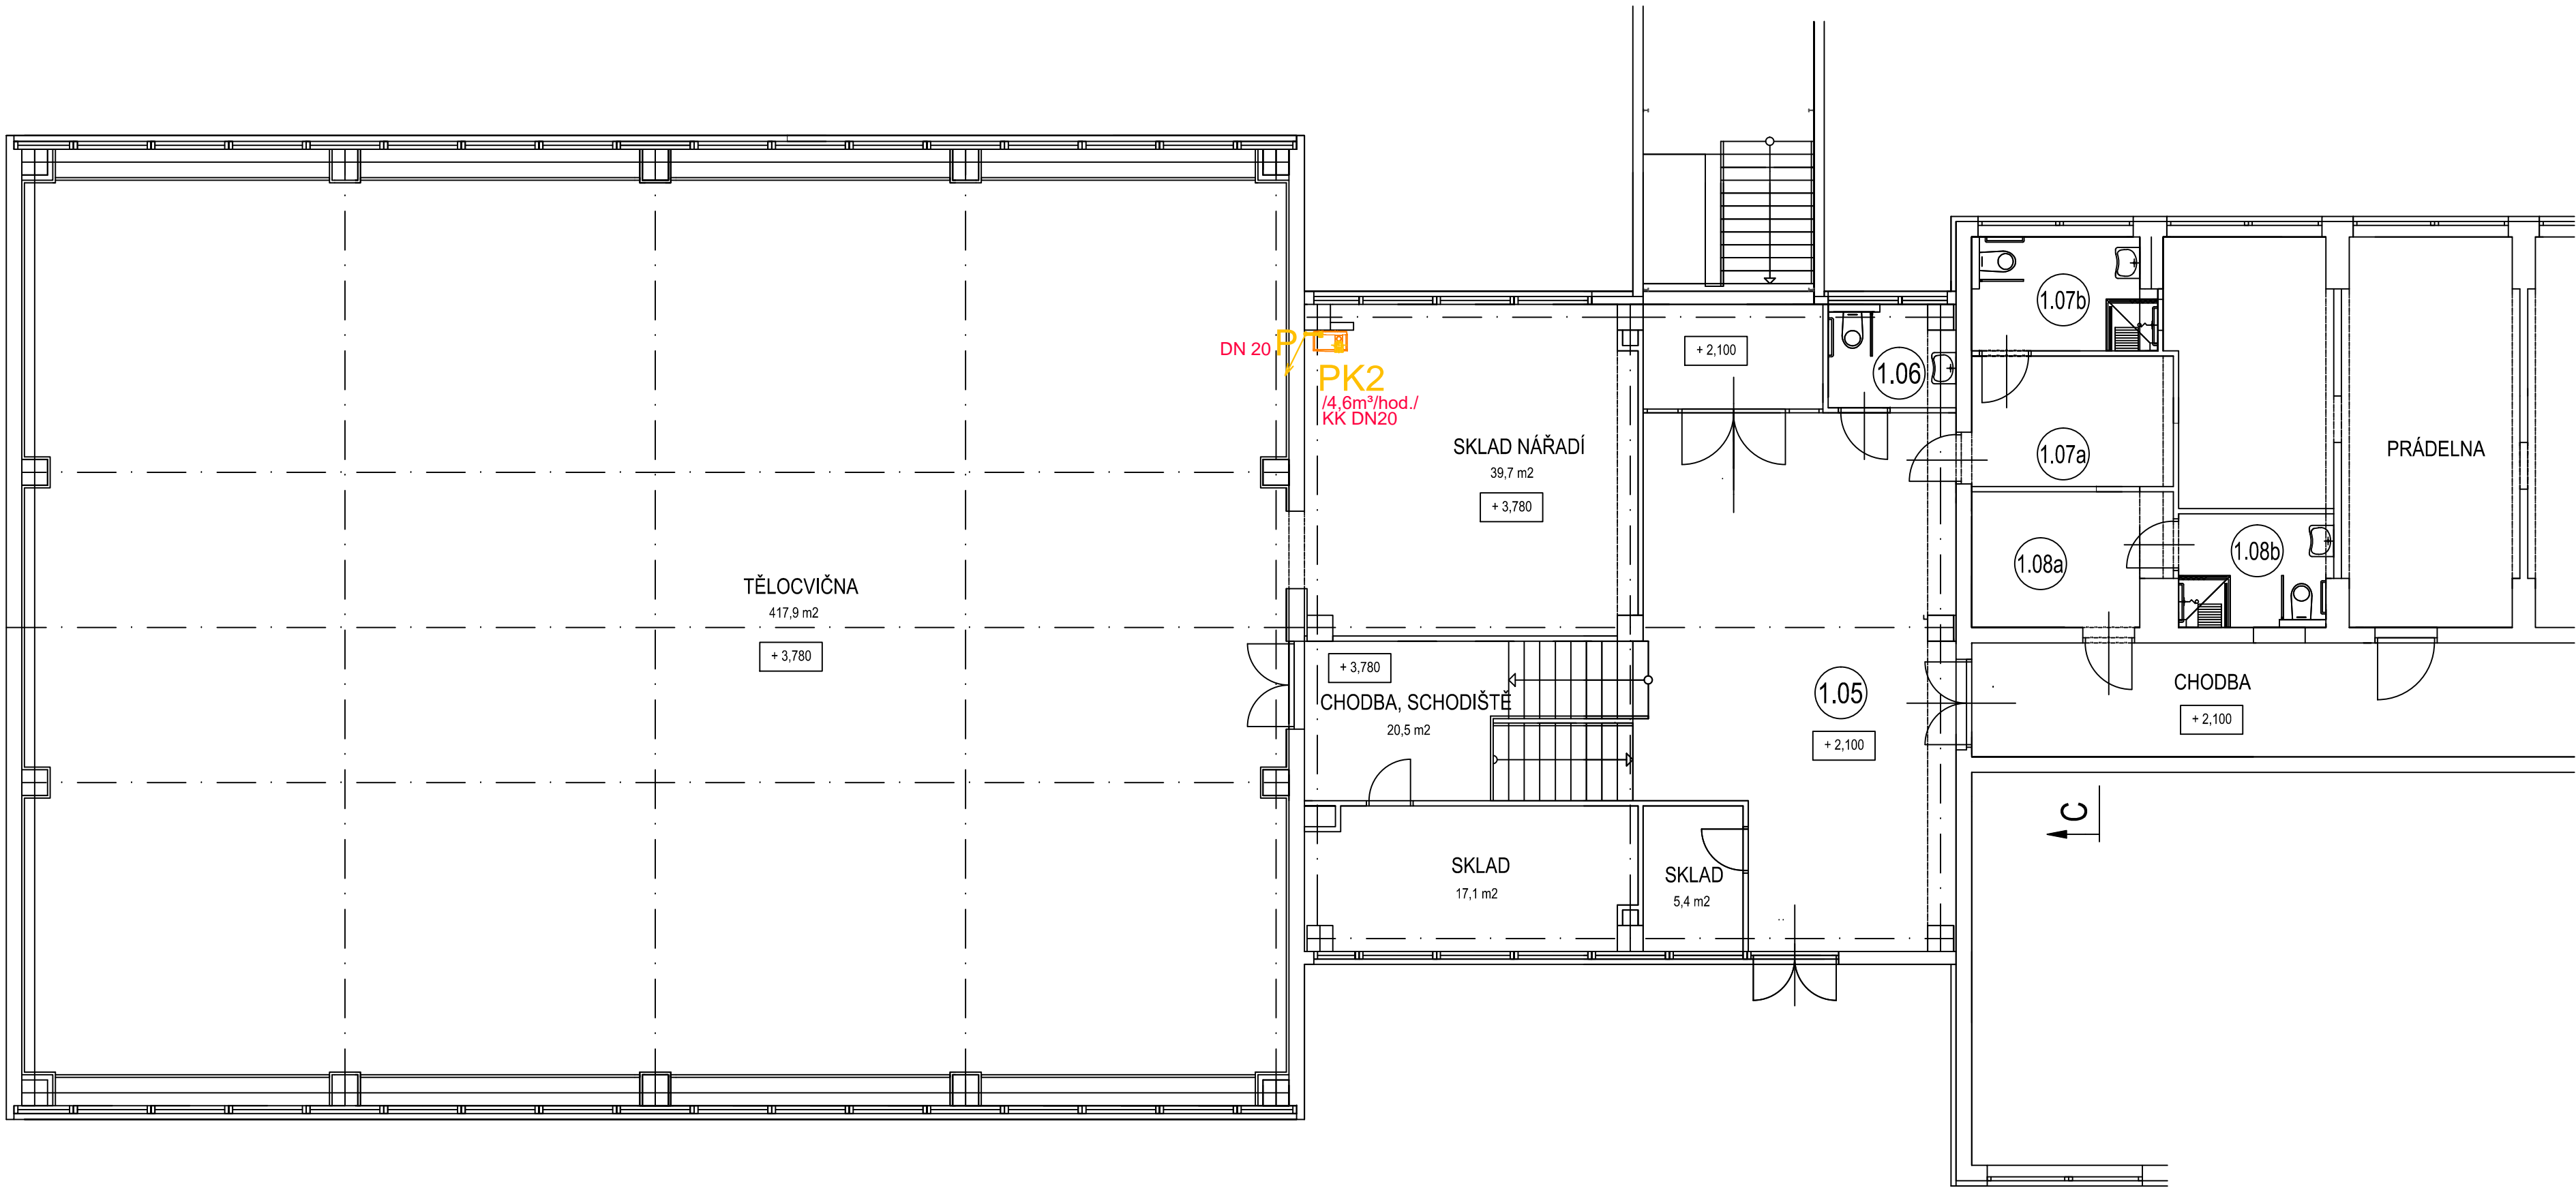 1.07b
DN 20
P
PK2
/4,6m³/hod./
KK DN20
+ 2,100
1.06
SKLAD NÁŘADÍ
39,7 m2
+ 3,780
1.07a
PRÁDELNA
1.08a
1.08b
TĚLOCVIČNA
417,9 m2
+ 3,780
+ 3,780
CHODBA, SCHODIŠTĚ
20,5 m2
1.05
+ 2,100
CHODBA
+ 2,100
C
SKLAD
17,1 m2
SKLAD
5,4 m2